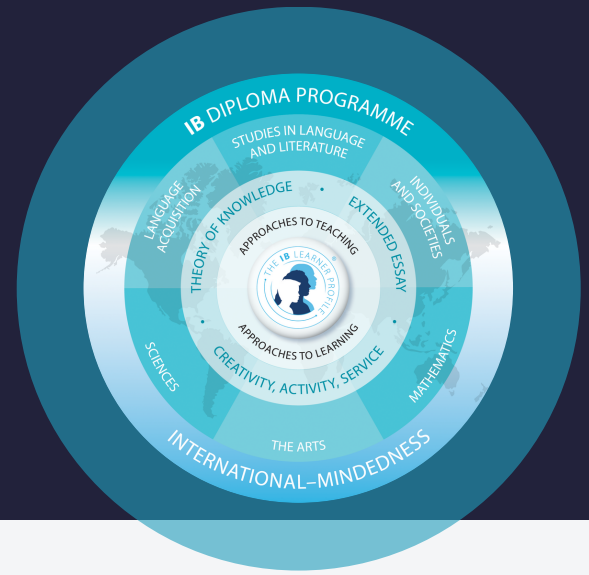 IB DIPLOMA PROGRAMME
STUDIES IN LANGUAGE
AND LITERATURE
LANGUAGE
ACQUISITION
INDIVIDUALS
AND SOCIETIES
THEORY OF KNOWLEDGE
•
EXTENDED ESSAY
APPROACHES TO TEACHING
THE IB LEARNER PROFILE
®
APPROACHES TO LEARNING
•
CREATIVITY, ACTIVITY, SERVICE
•
SCIENCES
MATHEMATICS
THE ARTS
INTERNATIONAL–MINDEDNESS